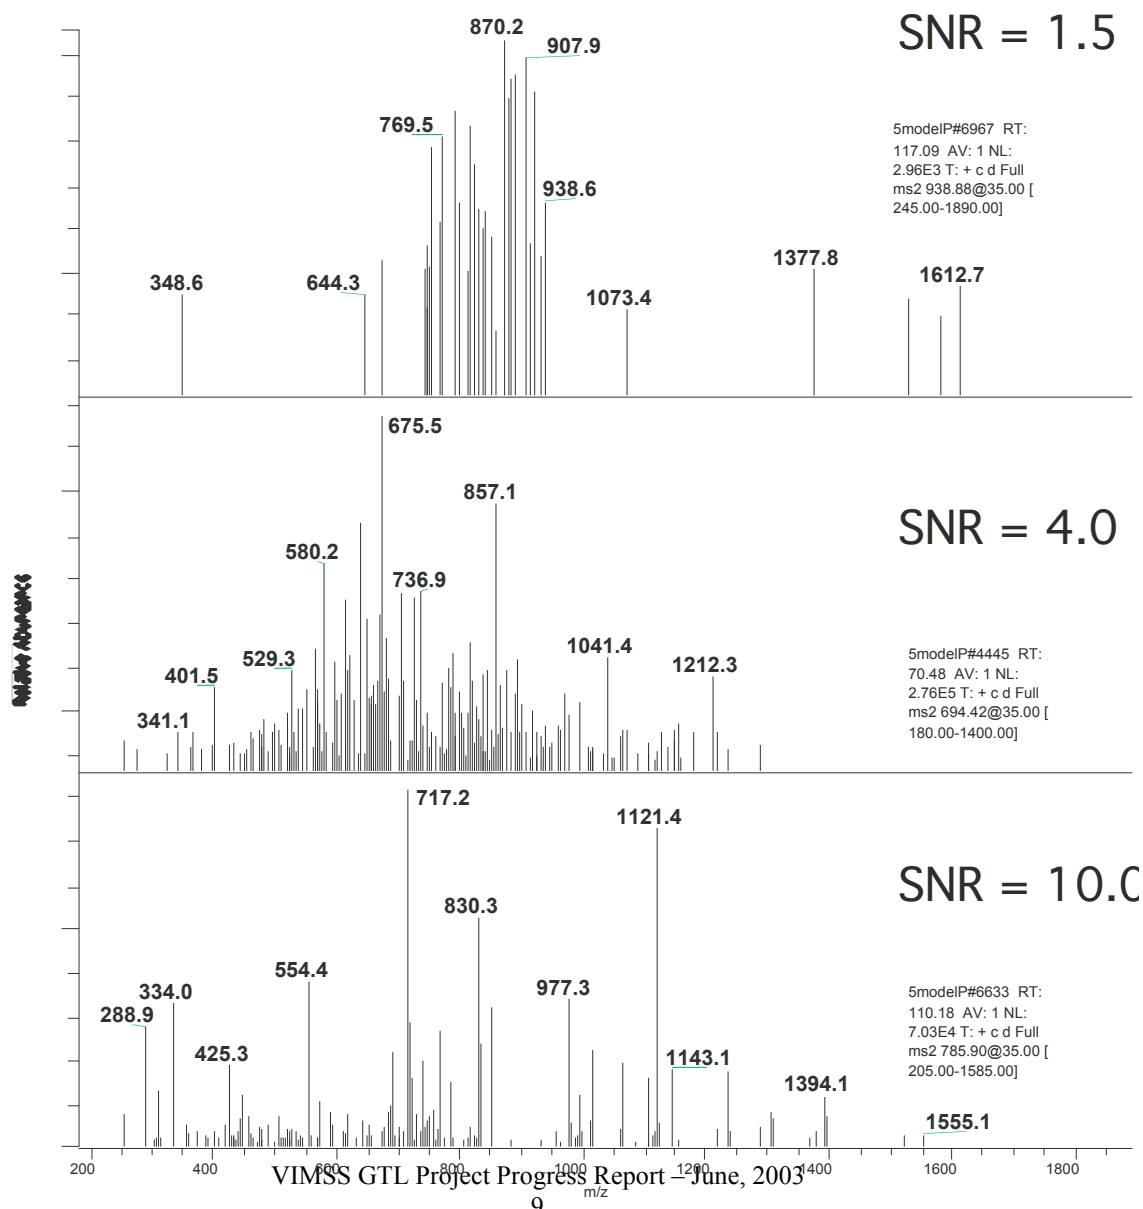 870.2
SNR = 1.5
907.9
769.5
5modelP#6967 RT:
117.09 AV: 1 NL:
2.96E3 T: + c d Full
ms2 938.88@35.00 [
245.00-1890.00]
938.6
1377.8
348.6
644.3
1612.7
1073.4
675.5
857.1
SNR = 4.0
580.2
736.9
1041.4
529.3
1212.3
401.5
5modelP#4445 RT:
70.48 AV: 1 NL:
2.76E5 T: + c d Full
ms2 694.42@35.00 [
180.00-1400.00]
341.1
717.2
1121.4
SNR = 10.0
830.3
554.4
334.0
977.3
288.9
5modelP#6633 RT:
110.18 AV: 1 NL:
7.03E4 T: + c d Full
ms2 785.90@35.00 [
205.00-1585.00]
425.3
1143.1
1394.1
1555.1
200 400 600 800 1000 1200 1400 1600 1800
VIMSS GTL Project Progress Report – June, 2003
m/z
9